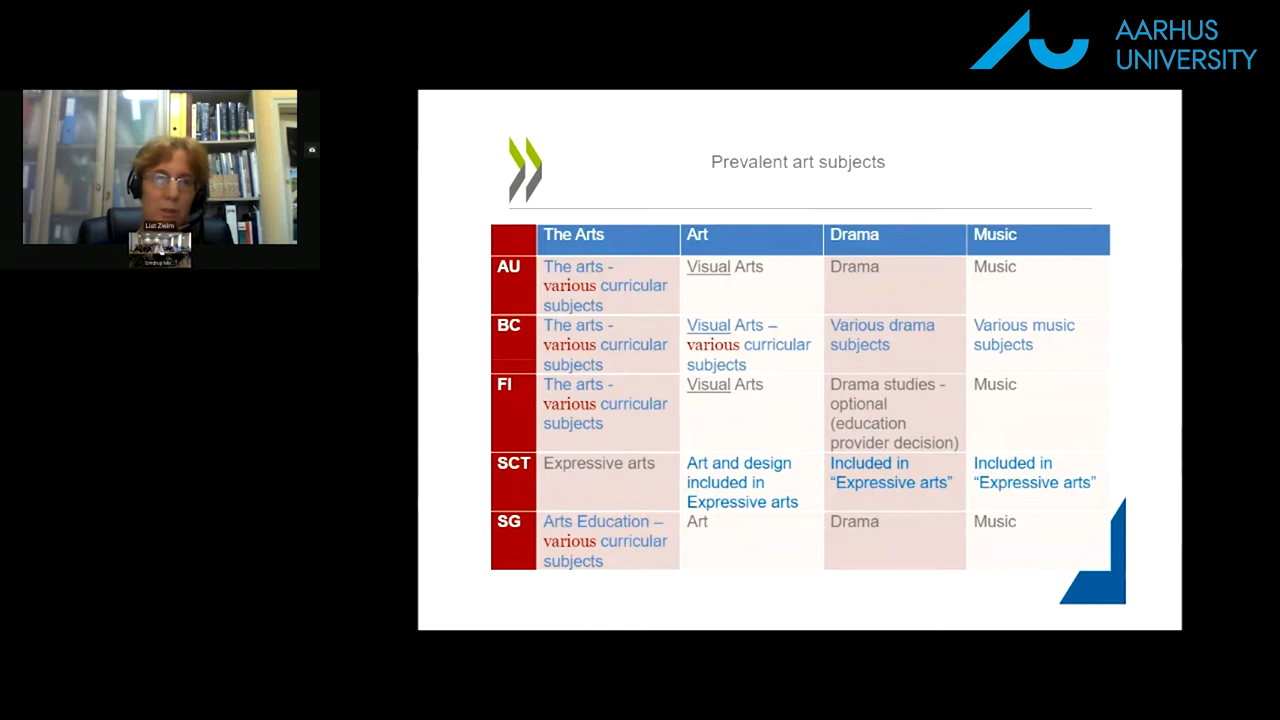 AARHUS
UNIVERSITY
Liat Zwirn
Prevalent art subjects
The Arts
Art
Drama
Music
AU
The arts -
various curricular
subjects
Visual Arts
Drama
Music
BC
The arts -
various curricular
subjects
Visual Arts –
various curricular
subjects
Various drama
subjects
Various music
subjects
FI
The arts -
various curricular
subjects
Visual Arts
Drama studies -
optional
(education
provider decision)
Music
SCT
Expressive arts
Art and design
included in
Expressive arts
Included in
“Expressive arts”
Included in
“Expressive arts”
SG
Arts Education –
various curricular
subjects
Art
Drama
Music